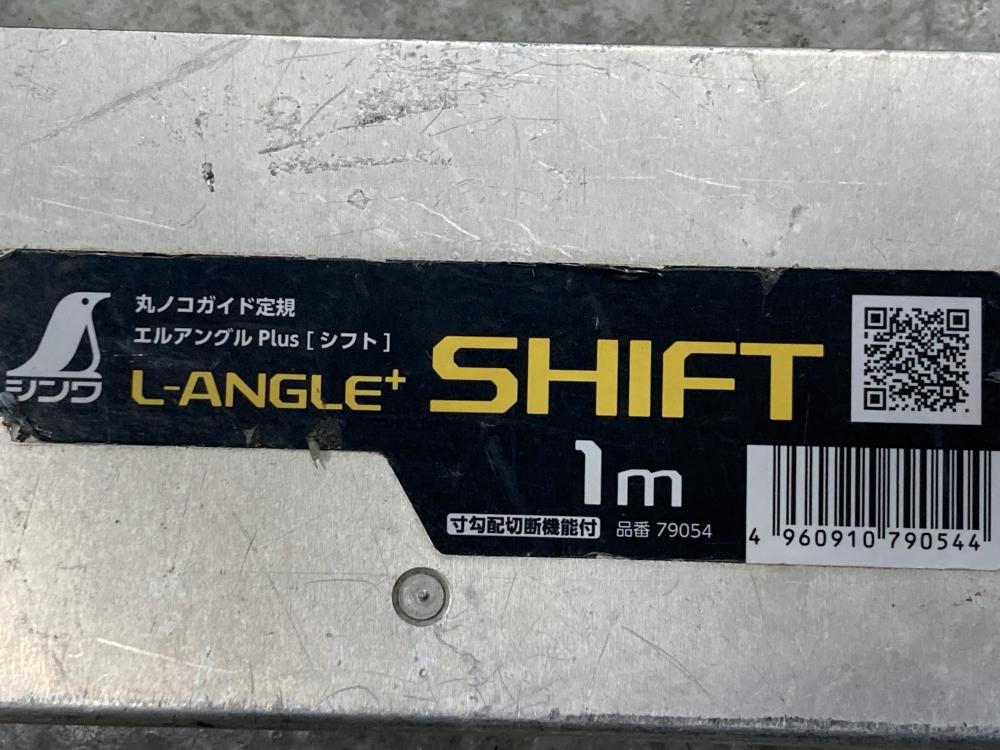 丸ノコガイド定規
エルアングル Plus [ シフト ]
シンワ
L-ANGLE+ SHIFT
1m
寸勾配切断機能付 品番 79054
4 960910 790544